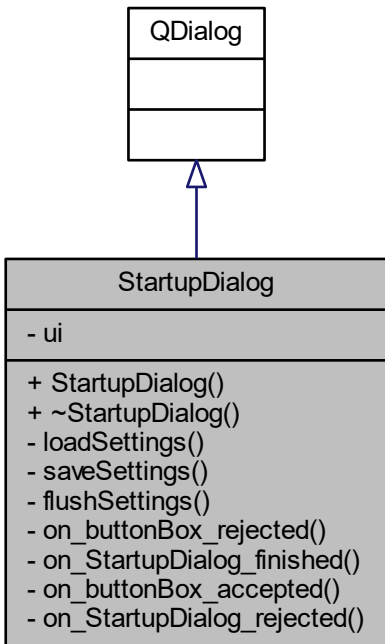 QDialog
StartupDialog
- ui
+ StartupDialog()
+ ~StartupDialog()
- loadSettings()
- saveSettings()
- flushSettings()
- on_buttonBox_rejected()
- on_StartupDialog_finished()
- on_buttonBox_accepted()
- on_StartupDialog_rejected()